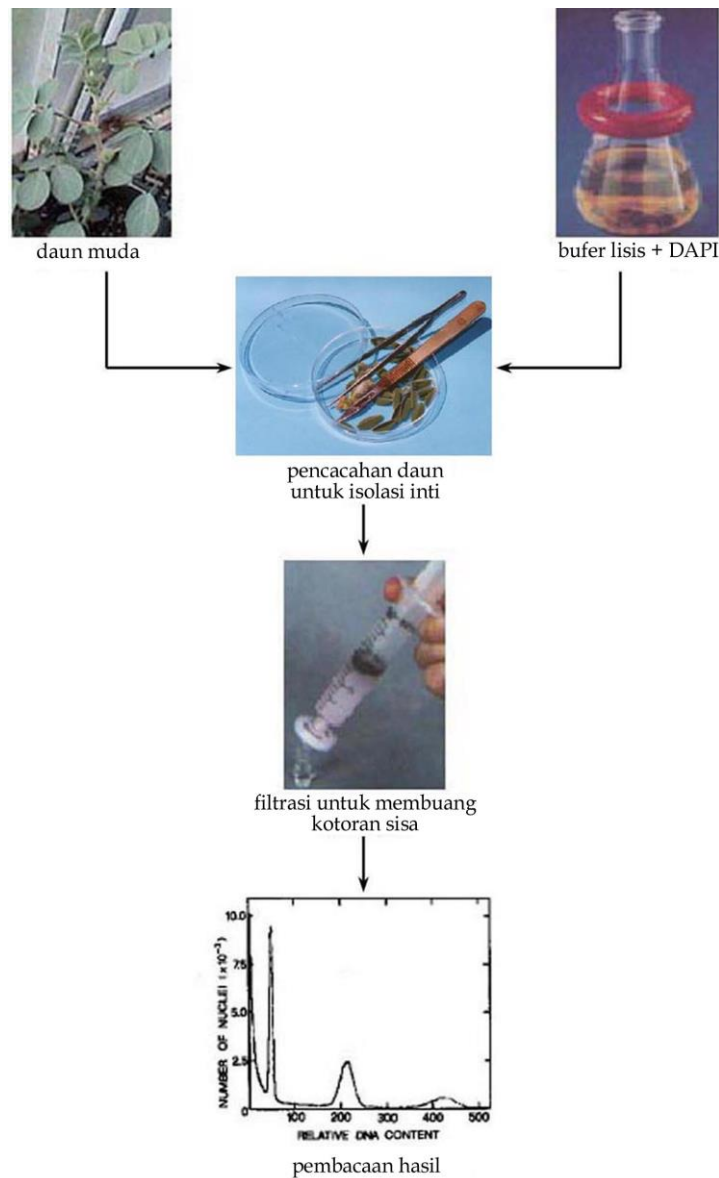 daun muda
bufer lisis + DAPI
pencacahan daun
untuk isolasi inti
filtrasi untuk membuang
kotoran sisa
NUMBER OF NUCLEI (x10⁻³)
10.0
7.5
5.0
2.5
0
100
200
300
400
500
RELATIVE DNA CONTENT
pembacaan hasil